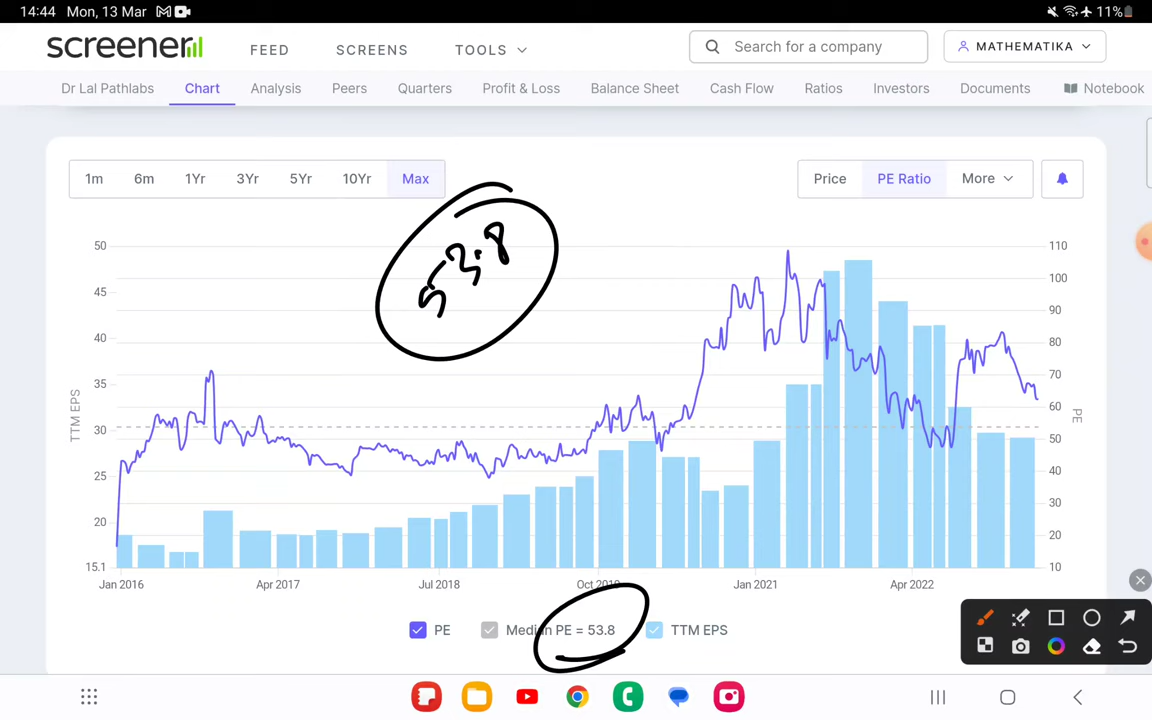 14:44 Mon, 13 Mar 11%
screener FEED SCREENS TOOLS Search for a company MATHEMATIKA
Dr Lal Pathlabs Chart Analysis Peers Quarters Profit & Loss Balance Sheet Cash Flow Ratios Investors Documents Notebook
1m 6m 1Yr 3Yr 5Yr 10Yr Max Price PE Ratio More
53.8
50 110
100
45
90
40 80
35 70
60
30
50
25 40
30
20 20
15.1 10
TTM EPS
PE
Jan 2016 Apr 2017 Jul 2018 Oct 2019 Jan 2021 Apr 2022
PE Median PE = 53.8 TTM EPS